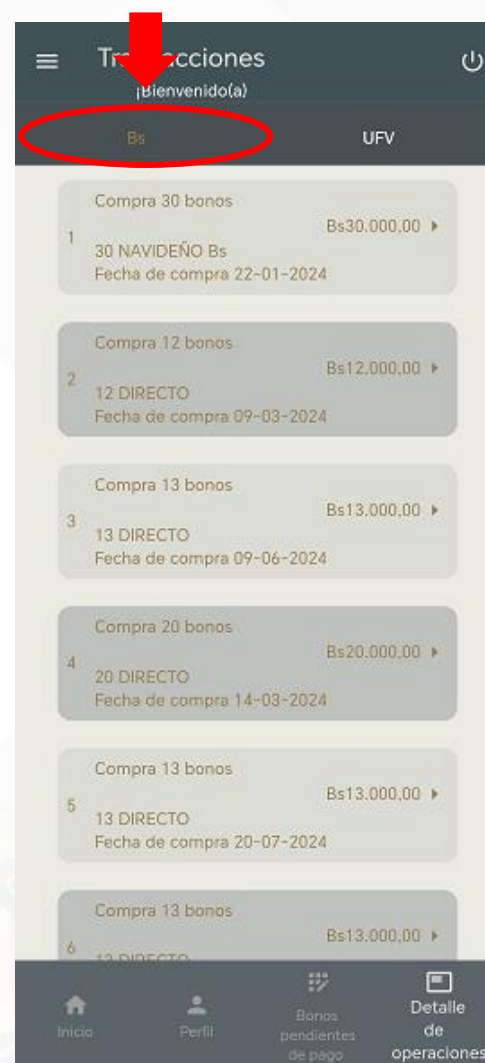 Transacciones
¡Bienvenido(a)
Bs
UFV
Compra 30 bonos
Bs30.000,00
1
30 NAVIDEÑO Bs
Fecha de compra 22-01-2024
Compra 12 bonos
Bs12.000,00
2
12 DIRECTO
Fecha de compra 09-03-2024
Compra 13 bonos
Bs13.000,00
3
13 DIRECTO
Fecha de compra 09-06-2024
Compra 20 bonos
Bs20.000,00
4
20 DIRECTO
Fecha de compra 14-03-2024
Compra 13 bonos
Bs13.000,00
5
13 DIRECTO
Fecha de compra 20-07-2024
Compra 13 bonos
Bs13.000,00
6
13 DIRECTO
Inicio
Perfil
Bonos
pendientes
de pago
Detalle
de
operaciones